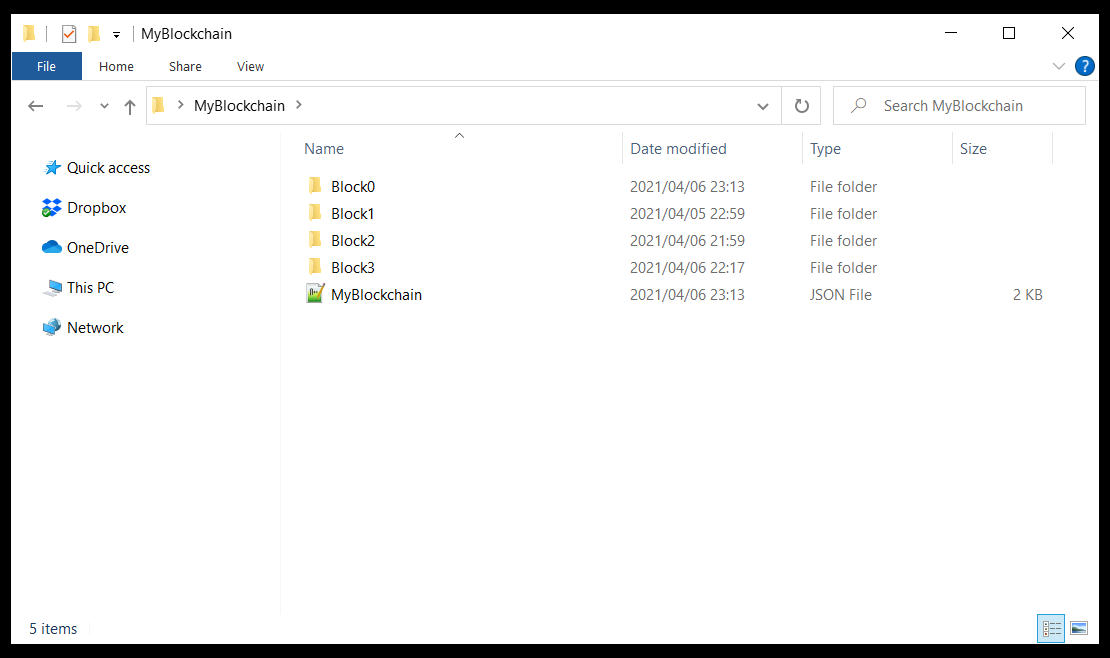 MyBlockchain
File Home Share View ?
MyBlockchain Search MyBlockchain
Quick access
Dropbox
OneDrive
This PC
Network
Name Date modified Type Size
Block0 2021/04/06 23:13 File folder
Block1 2021/04/05 22:59 File folder
Block2 2021/04/06 21:59 File folder
Block3 2021/04/06 22:17 File folder
MyBlockchain 2021/04/06 23:13 JSON File 2 KB
5 items